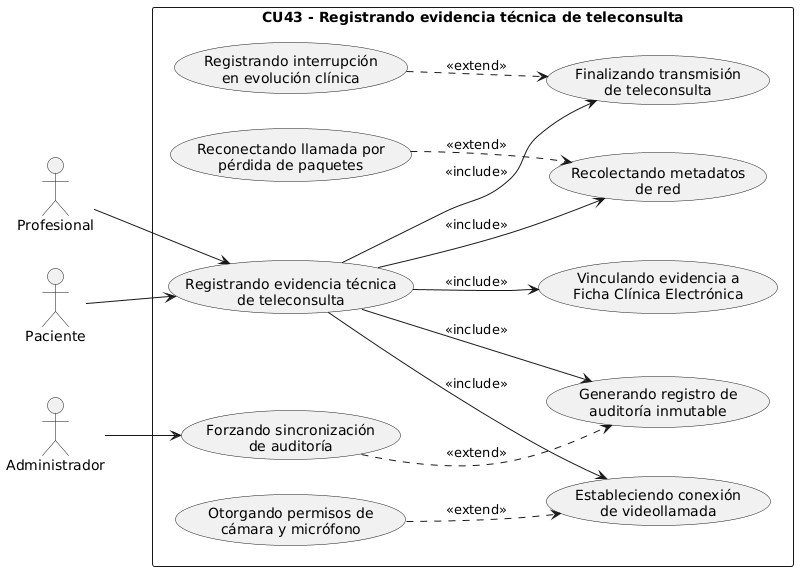 CU43 - Registrando evidencia técnica de teleconsulta
Registrando interrupción
en evolución clínica
«extend»
Finalizando transmisión
de teleconsulta
Reconectando llamada por
pérdida de paquetes
«extend»
«include»
Recolectando metadatos
de red
Profesional
«include»
Registrando evidencia técnica
de teleconsulta
«include»
Vinculando evidencia a
Ficha Clínica Electrónica
Paciente
«include»
«include»
Generando registro de
auditoría inmutable
Administrador
Forzando sincronización
de auditoría
«extend»
Estableciendo conexión
de videollamada
Otorgando permisos de
cámara y micrófono
«extend»